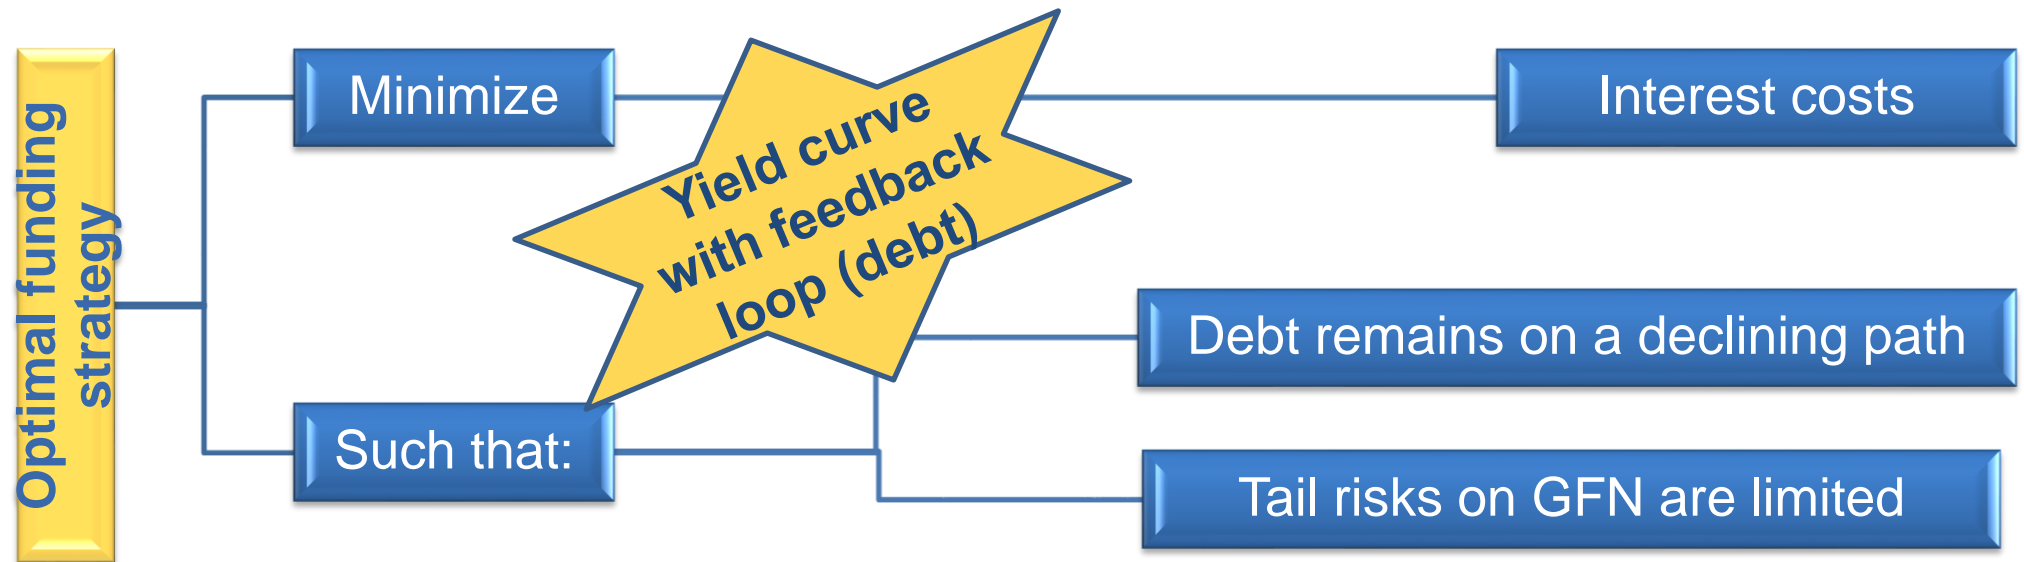 Optimal funding
strategy
Minimize
Yield curve
with feedback
loop (debt)
Interest costs
Such that:
Debt remains on a declining path
Tail risks on GFN are limited